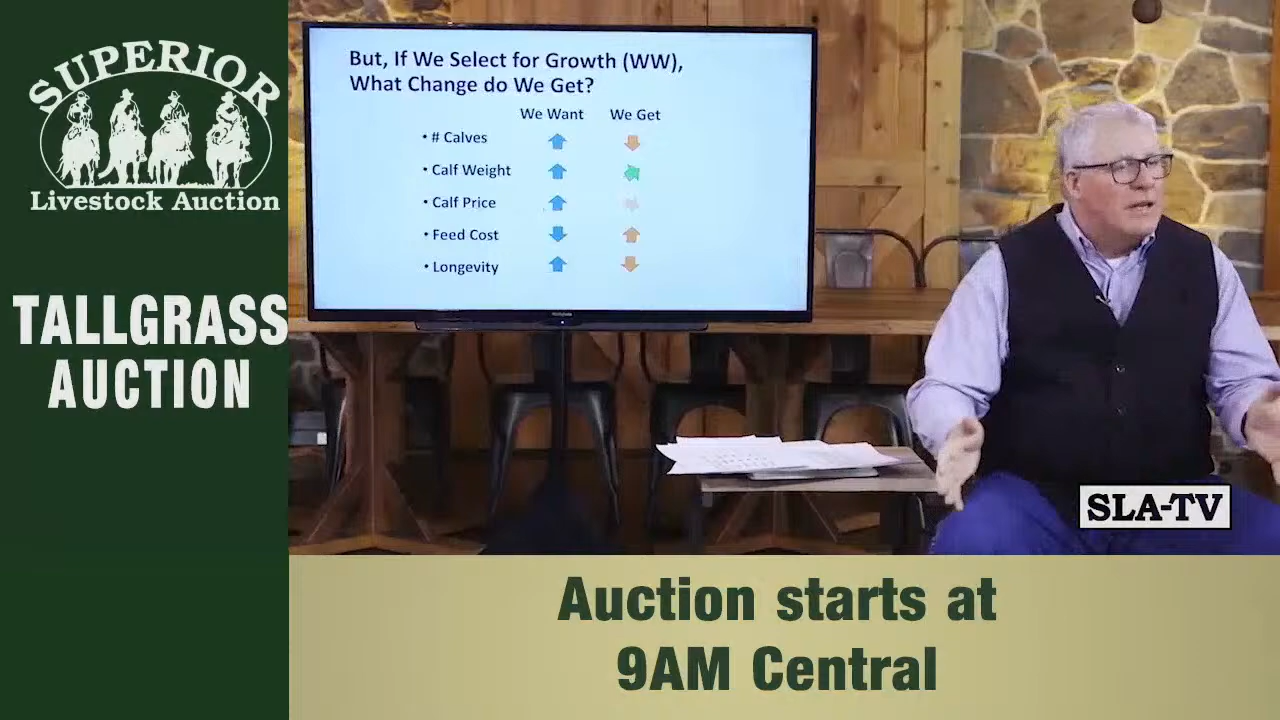 SUPERIOR
Livestock Auction
TALLGRASS
AUCTION
But, If We Select for Growth (WW),
What Change do We Get?
We Want We Get
• # Calves
• Calf Weight
• Calf Price
• Feed Cost
• Longevity
SLA-TV
Auction starts at
9AM Central